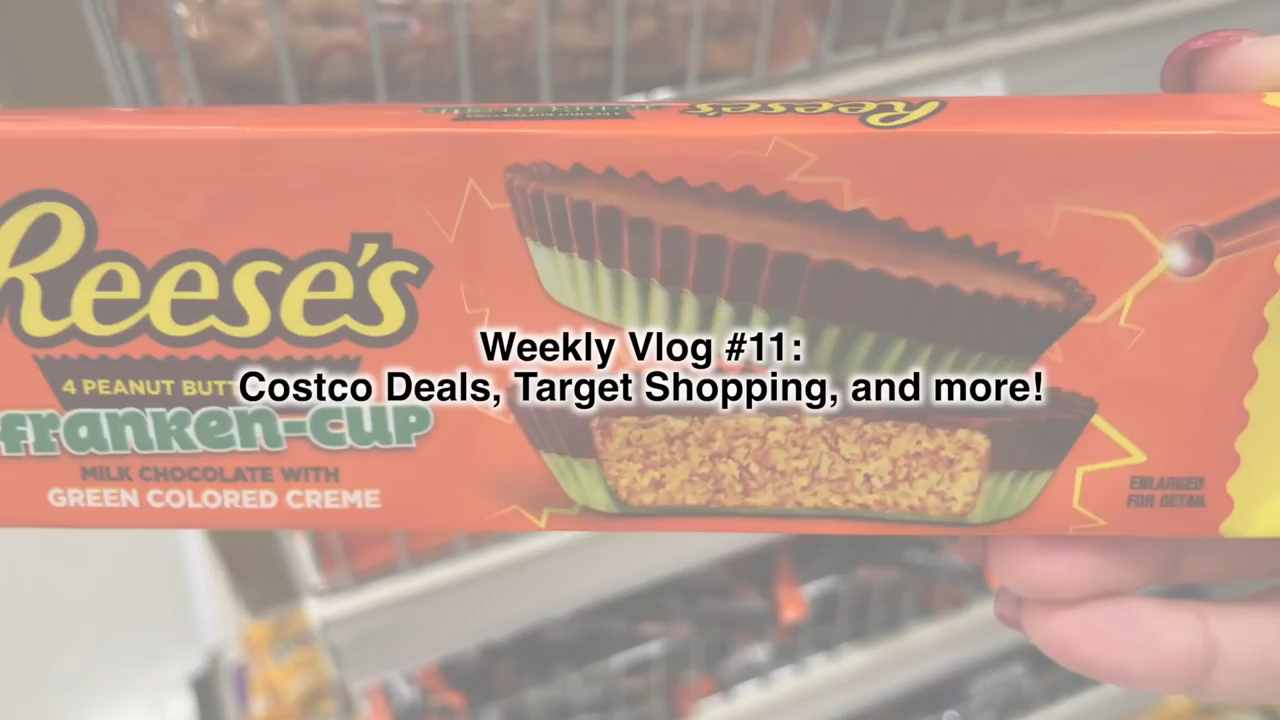 Reese's
Reese's
4 PEANUT BUTT
franken-cup
MILK CHOCOLATE WITH
GREEN COLORED CREME
Weekly Vlog #11:
Costco Deals, Target Shopping, and more!
ENLARGED
FOR DETAIL